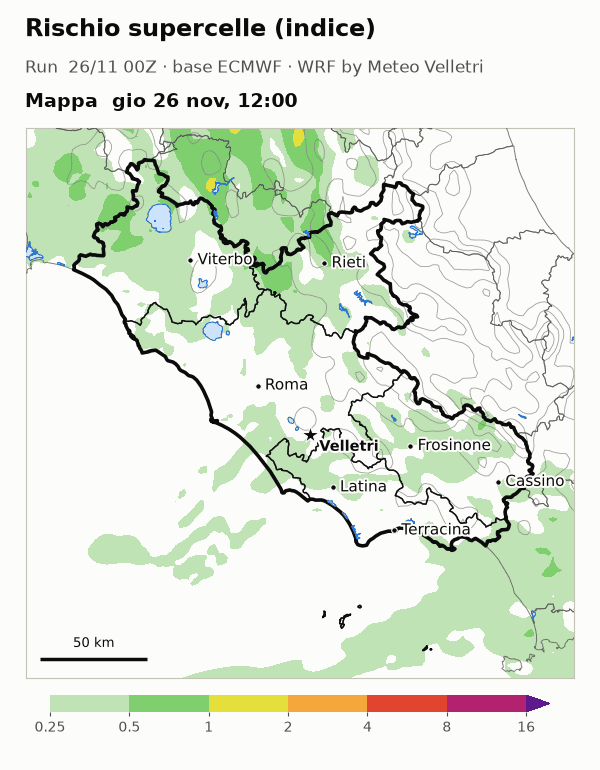 Rischio supercelle (indice)
Run  26/11 00Z · base ECMWF · WRF by Meteo Velletri
Mappa  gio 26 nov, 12:00
Viterbo
Rieti
Roma
Velletri
Frosinone
Cassino
Latina
Terracina
50 km
0.25 0.5 1 2 4 8 16